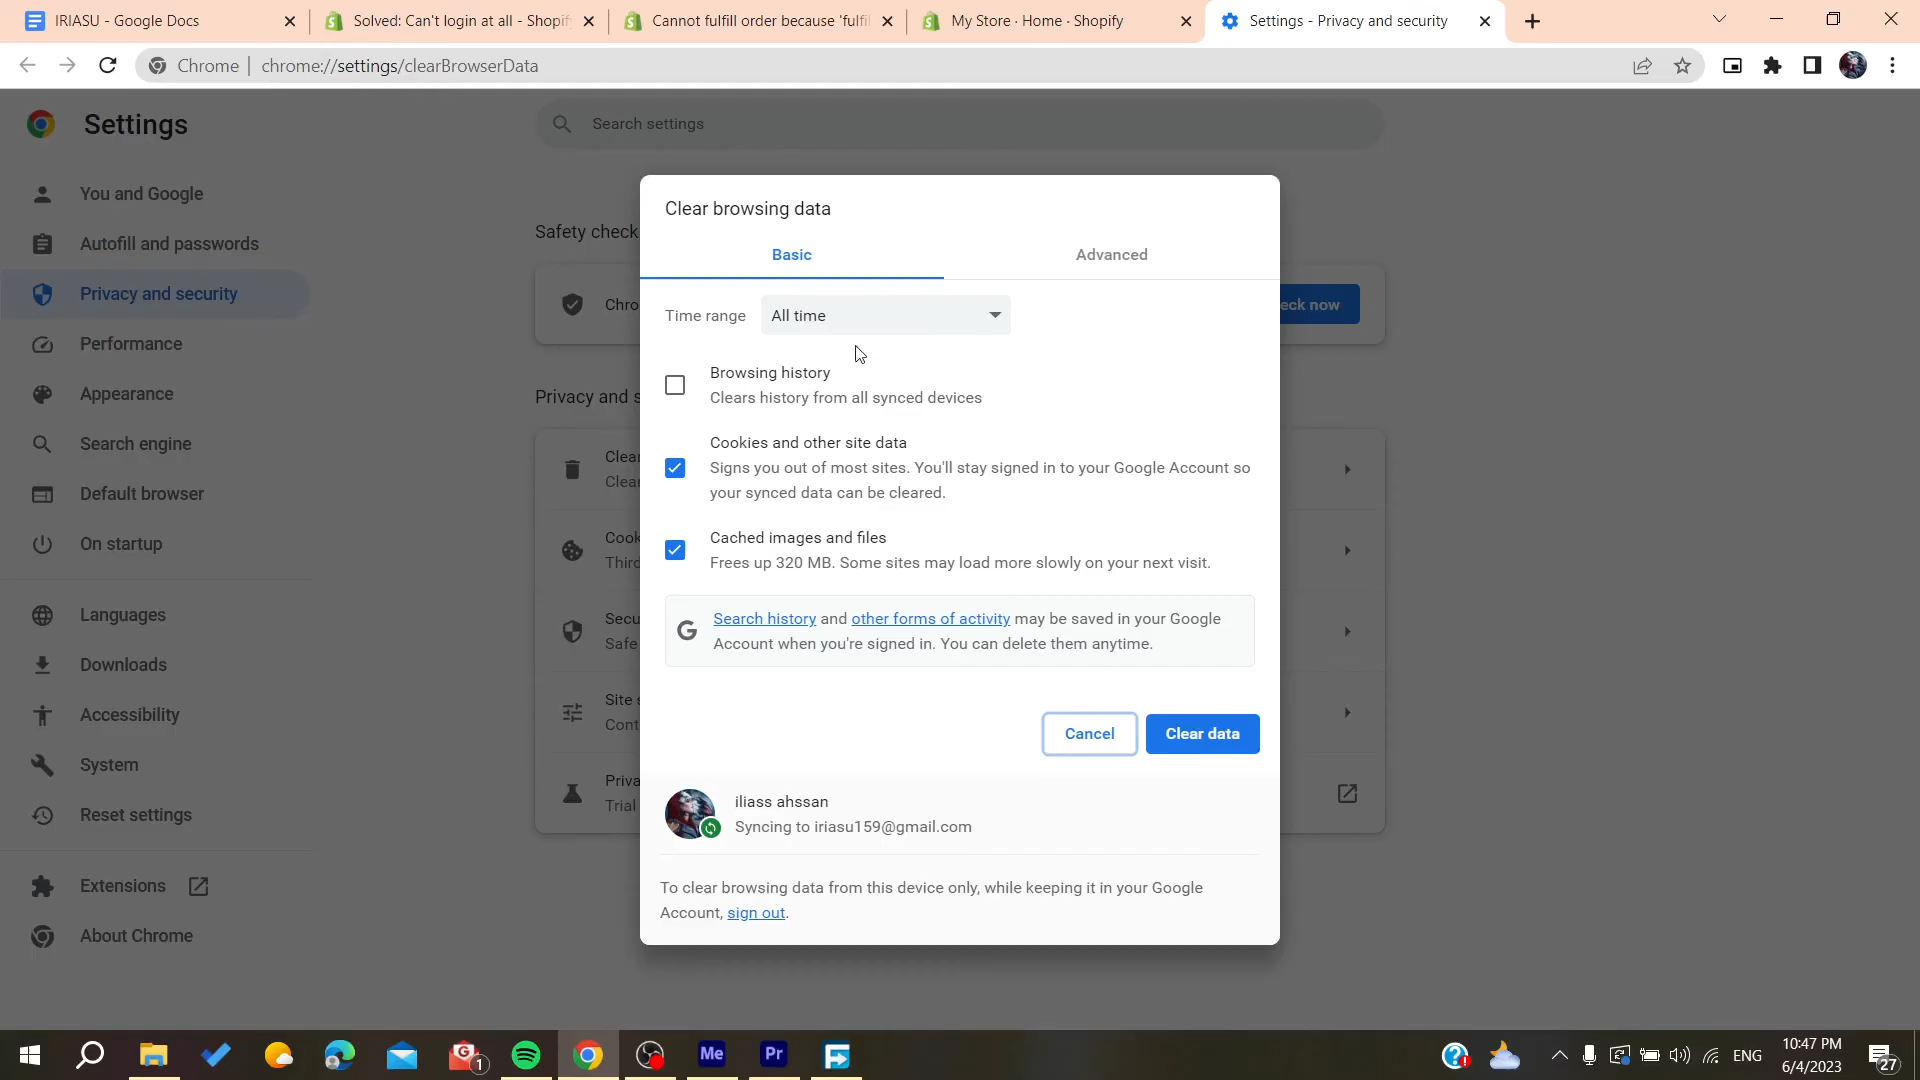 IRIASU - Google Docs
Solved: Can't login at all - Shopif
Cannot fulfill order because 'fulfil
My Store · Home · Shopify
Settings - Privacy and security
Chrome | chrome://settings/clearBrowserData
Settings
Search settings
You and Google
Autofill and passwords
Privacy and security
Performance
Appearance
Search engine
Default browser
On startup
Languages
Downloads
Accessibility
System
Reset settings
Extensions
About Chrome
Safety check
Chro
eck now
Privacy and s
Clear
Clear
Cook
Third
Secu
Safe
Site s
Cont
Priva
Trial
Clear browsing data
Basic
Advanced
Time range
All time
Browsing history
Clears history from all synced devices
Cookies and other site data
Signs you out of most sites. You'll stay signed in to your Google Account so
your synced data can be cleared.
Cached images and files
Frees up 320 MB. Some sites may load more slowly on your next visit.
Search history and other forms of activity may be saved in your Google
Account when you're signed in. You can delete them anytime.
Cancel
Clear data
iliass ahssan
Syncing to iriasu159@gmail.com
To clear browsing data from this device only, while keeping it in your Google
Account, sign out.
1
Me
Pr
ENG
10:47 PM
6/4/2023
27